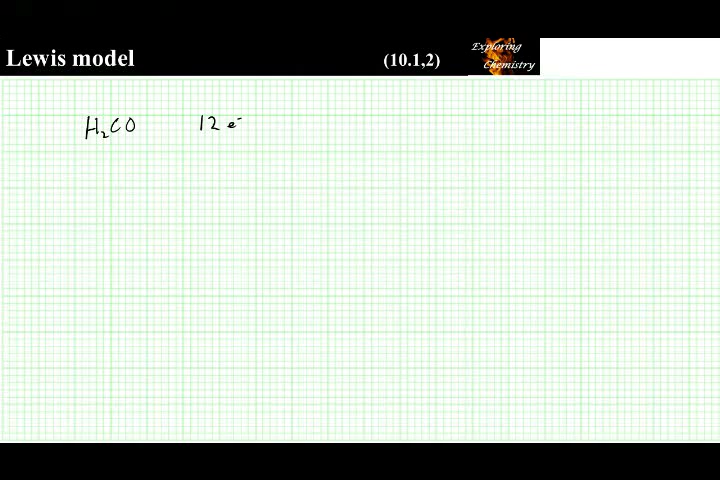 Lewis model (10.1,2) Exploring
Chemistry
H₂CO 12 e⁻